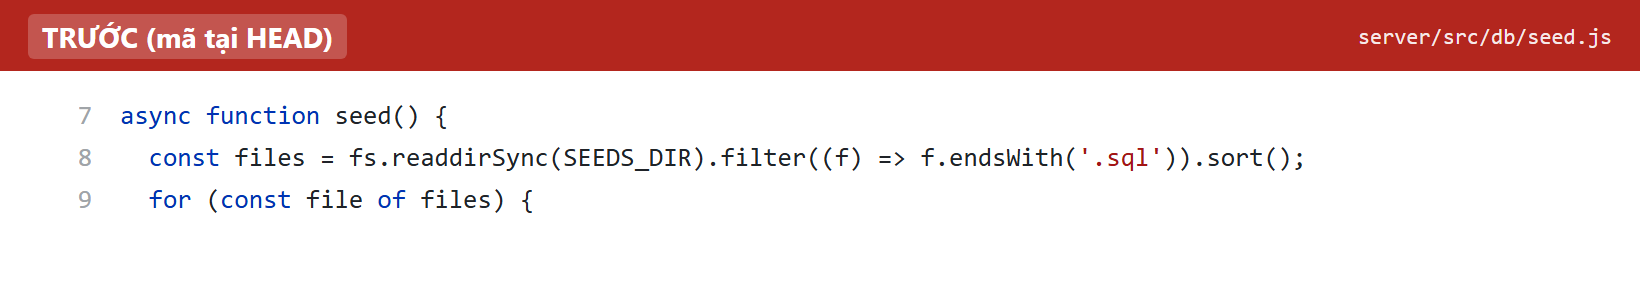 TRƯỚC (mã tại HEAD)
server/src/db/seed.js
7 async function seed() {
8 const files = fs.readdirSync(SEEDS_DIR).filter((f) => f.endsWith('.sql')).sort();
9 for (const file of files) {